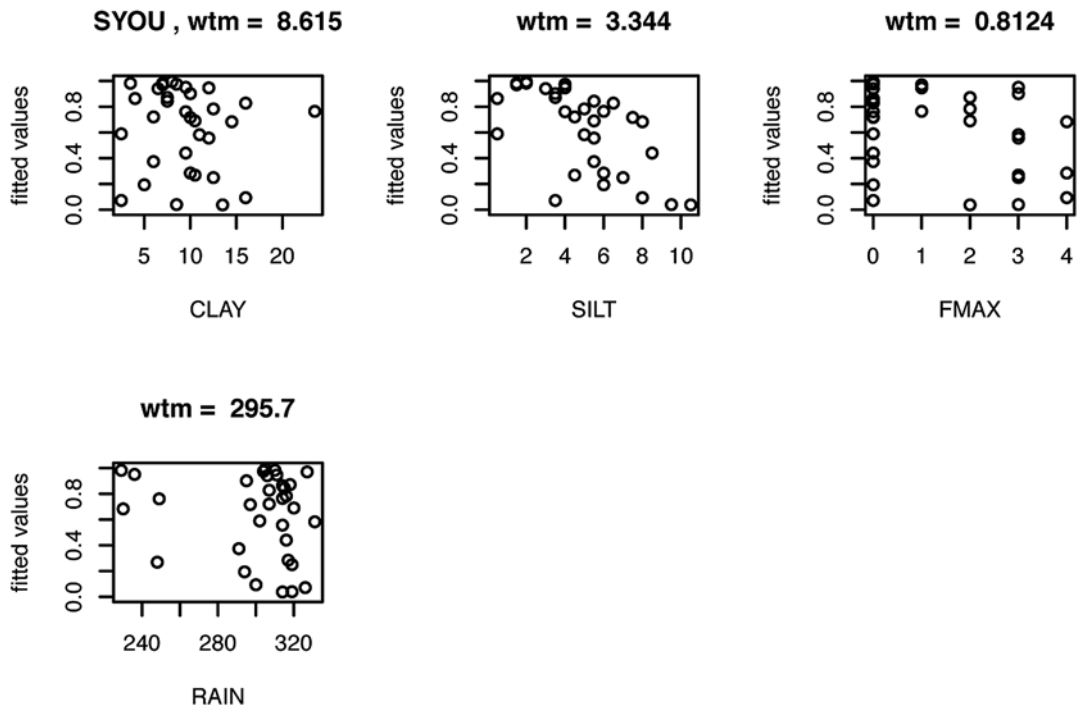 SYOU , wtm = 8.615
fitted values
0.0 0.4 0.8
5 10 15 20
CLAY
wtm = 3.344
fitted values
0.0 0.4 0.8
2 4 6 8 10
SILT
wtm = 0.8124
fitted values
0.0 0.4 0.8
0 1 2 3 4
FMAX
wtm = 295.7
fitted values
0.0 0.4 0.8
240 280 320
RAIN